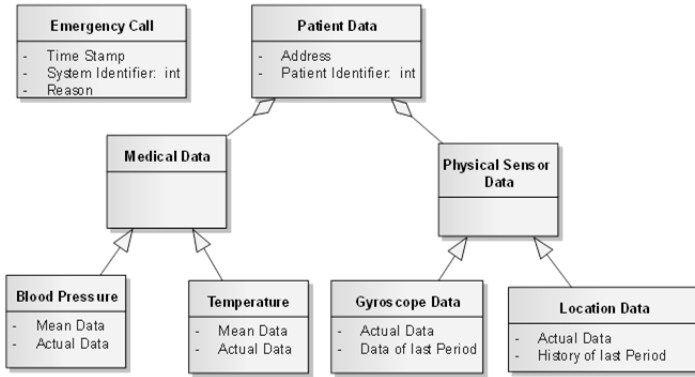 Emergency Call
- Time Stamp
- System Identifier: int
- Reason
Patient Data
- Address
- Patient Identifier: int
Medical Data
Physical Sensor
Data
Blood Pressure
- Mean Data
- Actual Data
Temperature
- Mean Data
- Actual Data
Gyroscope Data
- Actual Data
- Data of last Period
Location Data
- Actual Data
- History of last Period